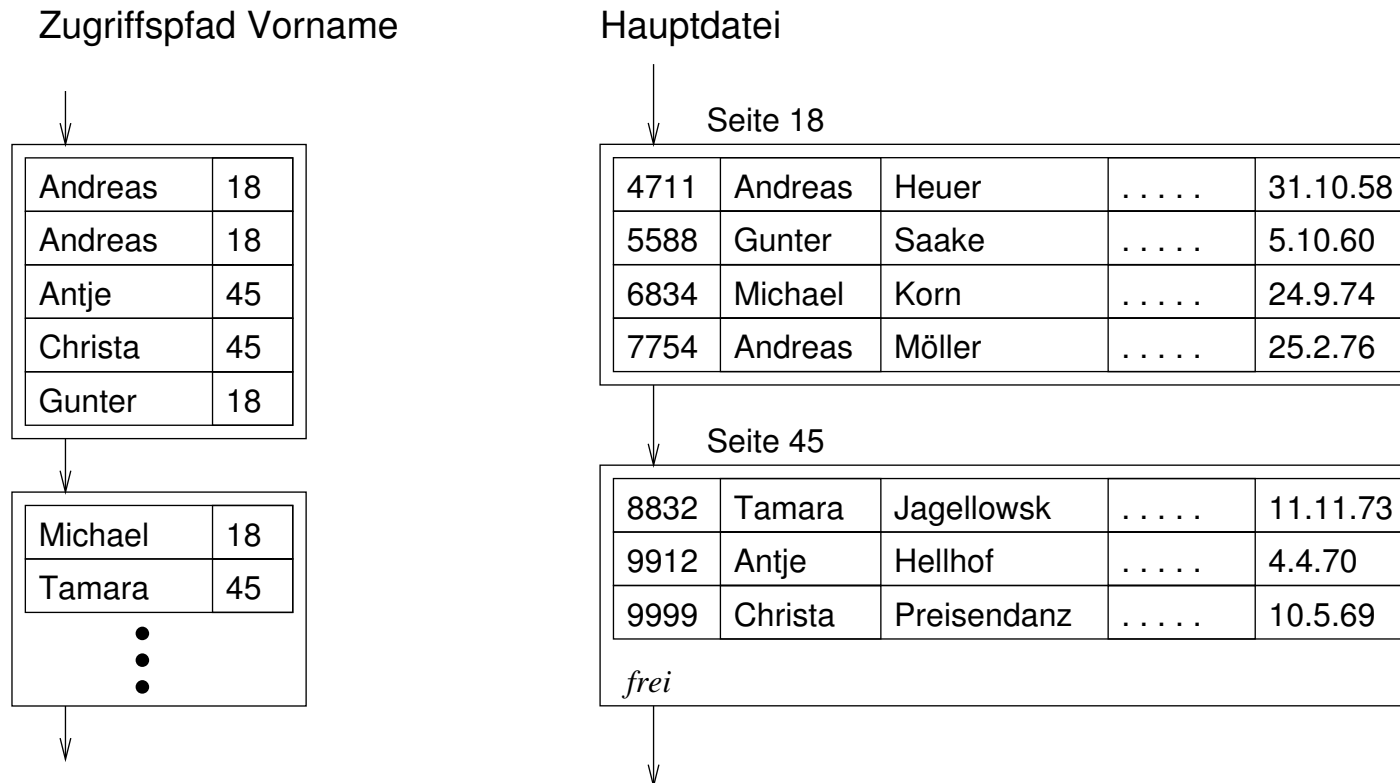 Zugriffspfad Vorname
Andreas 18
Andreas 18
Antje 45
Christa 45
Gunter 18
Michael 18
Tamara 45
Hauptdatei
Seite 18
4711 Andreas Heuer . . . . . 31.10.58
5588 Gunter Saake . . . . . 5.10.60
6834 Michael Korn . . . . . 24.9.74
7754 Andreas Möller . . . . . 25.2.76
Seite 45
8832 Tamara Jagellowsk . . . . . 11.11.73
9912 Antje Hellhof . . . . . 4.4.70
9999 Christa Preisendanz . . . . . 10.5.69
frei